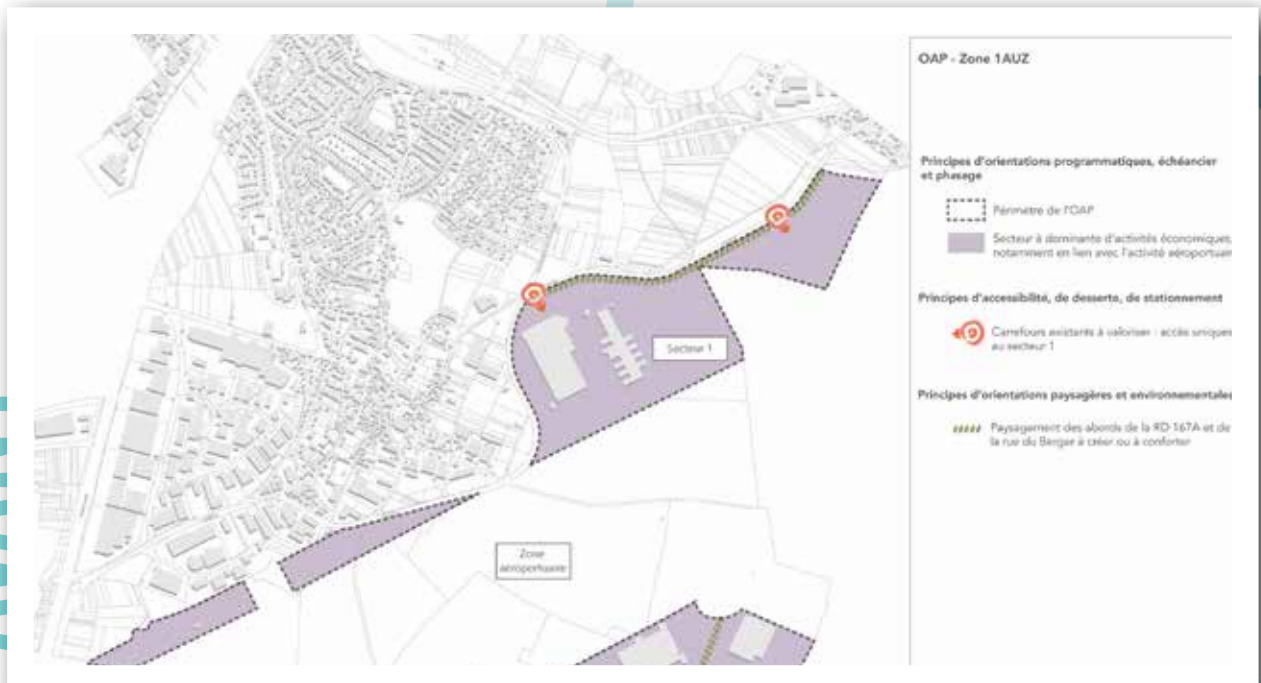 OAP - Zone 1AUZ
Principes d'orientations programmatiques, échéancier
et phasage
Périmètre de l'OAP
Secteur à dominante d'activités économiques,
notamment en lien avec l'activité aéroportuair
Principes d'accessibilité, de desserte, de stationnement
Carrefours existants à valoriser : accès uniques
au secteur 1
Principes d'orientations paysagères et environnementales
Paysagement des abords de la RD 167A et de
la rue du Berger à créer ou à conforter
Secteur 1
Zone
aéroportuaire